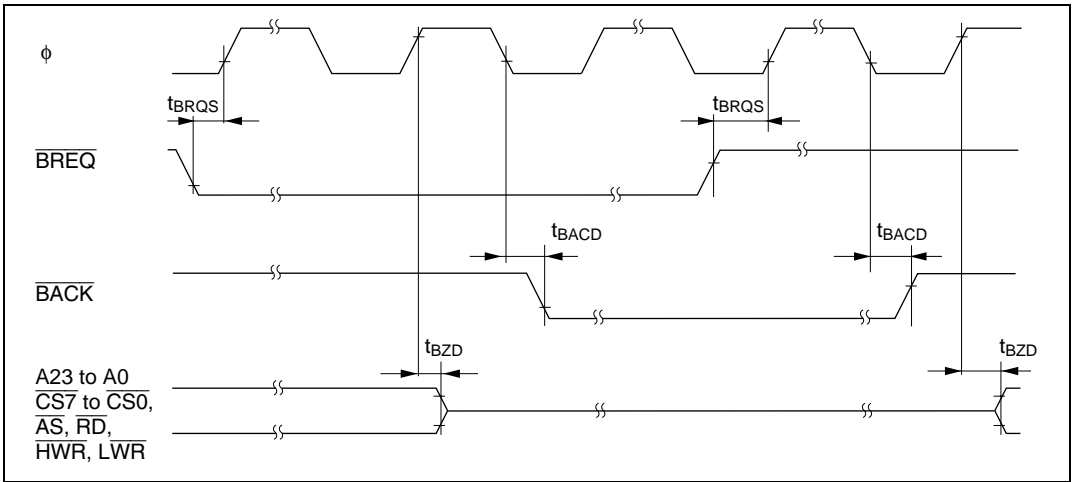 ϕ
tBRQS tBRQS
BREQ
tBACD tBACD
BACK
tBZD tBZD
A23 to A0
CS7 to CS0,
AS, RD,
HWR, LWR